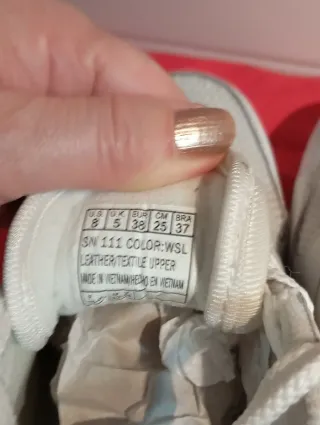 U.S. U.K. EUR CM BRA
8 5 38 25 37
SN 111 COLOR:WSL
LEATHER/TEXTILE UPPER
MADE IN VIETNAM/HECHO EN VIETNAM